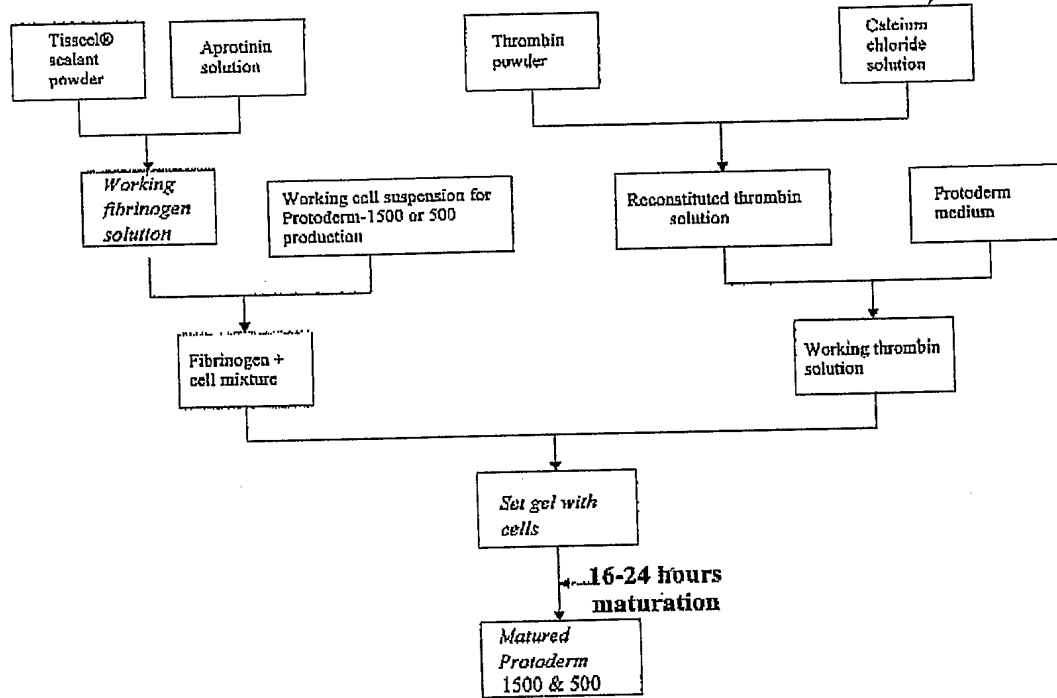 Tisseel®
sealant
powder
Aprotinin
solution
Thrombin
powder
Calcium
chloride
solution
Working
fibrinogen
solution
Working cell suspension for
Protoderm-1500 or 500
production
Reconstituted thrombin
solution
Protoderm
medium
Fibrinogen +
cell mixture
Working thrombin
solution
Set gel with
cells
16-24 hours
maturation
Matured
Protoderm
1500 & 500